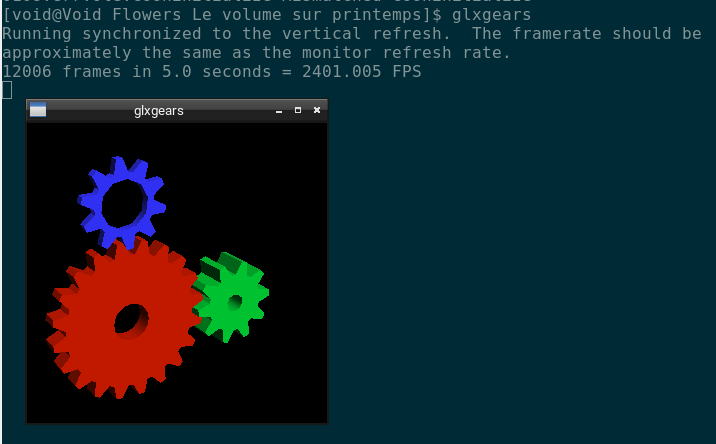 [void@Void Flowers Le volume sur printemps]$ glxgears
Running synchronized to the vertical refresh.  The framerate should be
approximately the same as the monitor refresh rate.
12006 frames in 5.0 seconds = 2401.005 FPS
glxgears